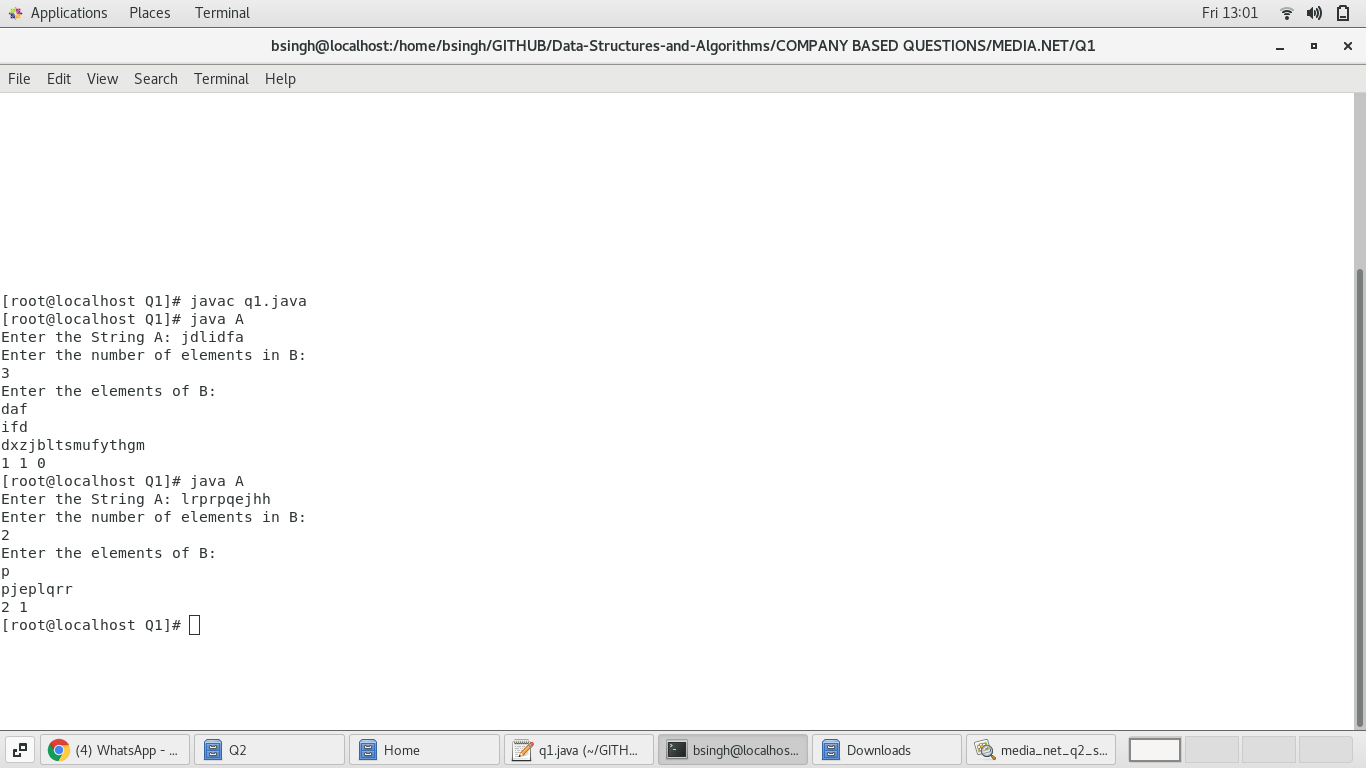 Applications Places Terminal Fri 13:01
bsingh@localhost:/home/bsingh/GITHUB/Data-Structures-and-Algorithms/COMPANY BASED QUESTIONS/MEDIA.NET/Q1
File Edit View Search Terminal Help
[root@localhost Q1]# javac q1.java
[root@localhost Q1]# java A
Enter the String A: jdlidfa
Enter the number of elements in B:
3
Enter the elements of B:
daf
ifd
dxzjbltsmufythgm
1 1 0
[root@localhost Q1]# java A
Enter the String A: lrprpqejhh
Enter the number of elements in B:
2
Enter the elements of B:
p
pjeplqrr
2 1
[root@localhost Q1]#
(4) WhatsApp - ... Q2 Home q1.java (~/GITH... bsingh@localhos... Downloads media_net_q2_s...